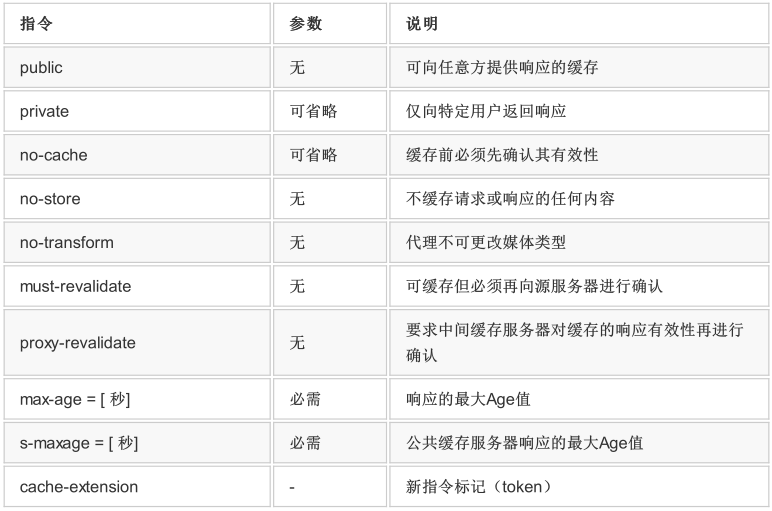 指令 参数 说明
public 无 可向任意方提供响应的缓存
private 可省略 仅向特定用户返回响应
no-cache 可省略 缓存前必须先确认其有效性
no-store 无 不缓存请求或响应的任何内容
no-transform 无 代理不可更改媒体类型
must-revalidate 无 可缓存但必须再向源服务器进行确认
proxy-revalidate 无 要求中间缓存服务器对缓存的响应有效性再进行
确认
max-age = [ 秒] 必需 响应的最大Age值
s-maxage = [ 秒] 必需 公共缓存服务器响应的最大Age值
cache-extension - 新指令标记（token）